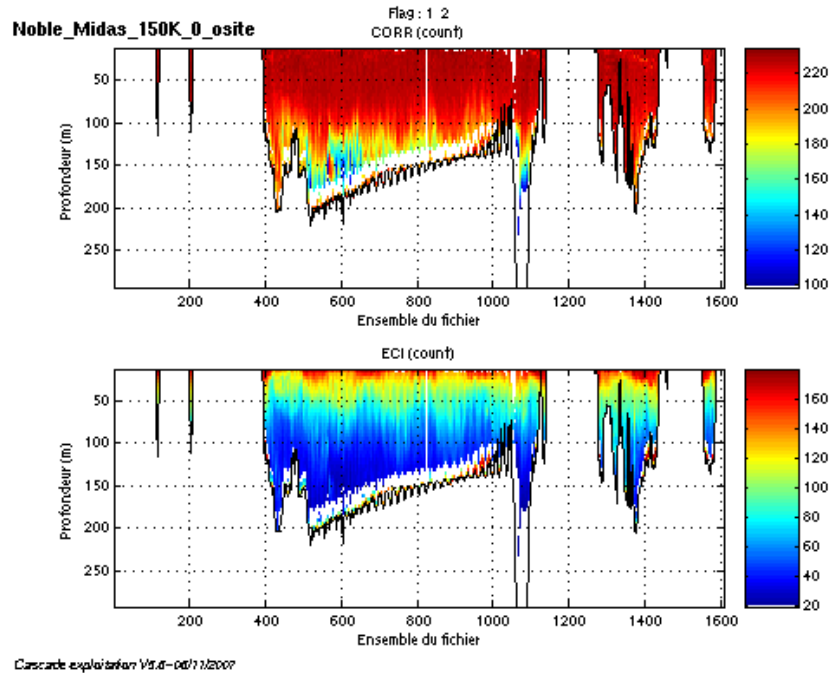 Flag : 1 2
Noble_Midas_150K_0_osite
CORR (count)
50
100
150
200
250
Profondeur (m)
200 400 600 800 1000 1200 1400 1600
Ensemble du fichier
220
200
180
160
140
120
100
ECI (count)
50
100
150
200
250
Profondeur (m)
200 400 600 800 1000 1200 1400 1600
Ensemble du fichier
160
140
120
100
80
60
40
20
Cascade exploitation V5.6-06/11/2007